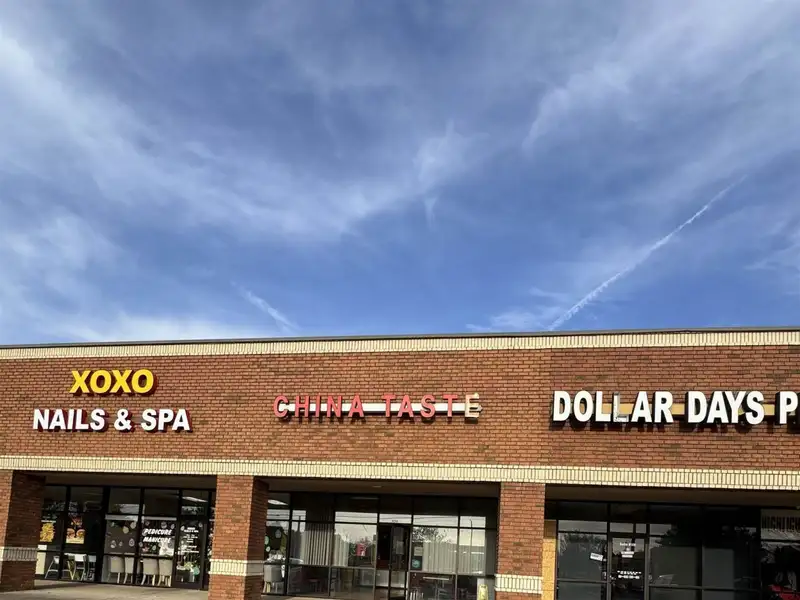 XOXO
NAILS & SPA
CHINA TASTE
DOLLAR DAYS P
PEDICURE
MANICURE